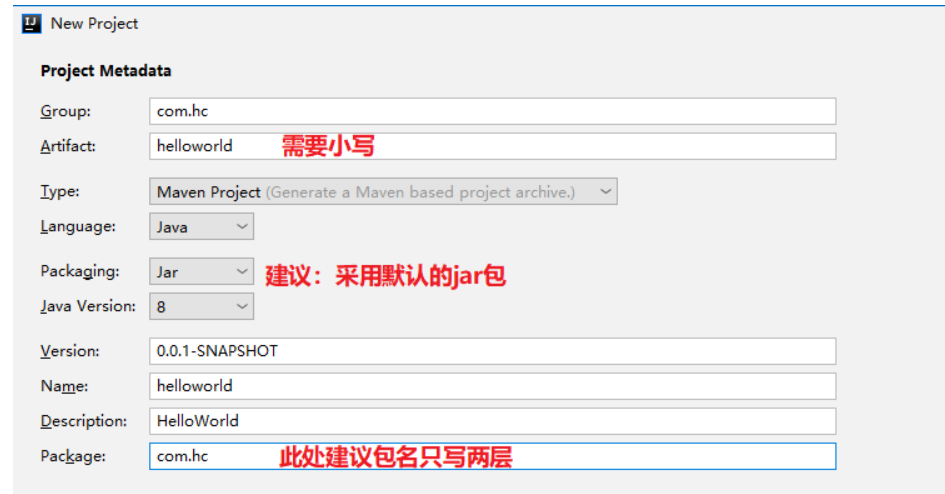 New Project
Project Metadata
Group: com.hc
Artifact: helloworld 需要小写
Type: Maven Project (Generate a Maven based project archive.)
Language: Java
Packaging: Jar 建议：采用默认的jar包
Java Version: 8
Version: 0.0.1-SNAPSHOT
Name: helloworld
Description: HelloWorld
Package: com.hc 此处建议包名只写两层